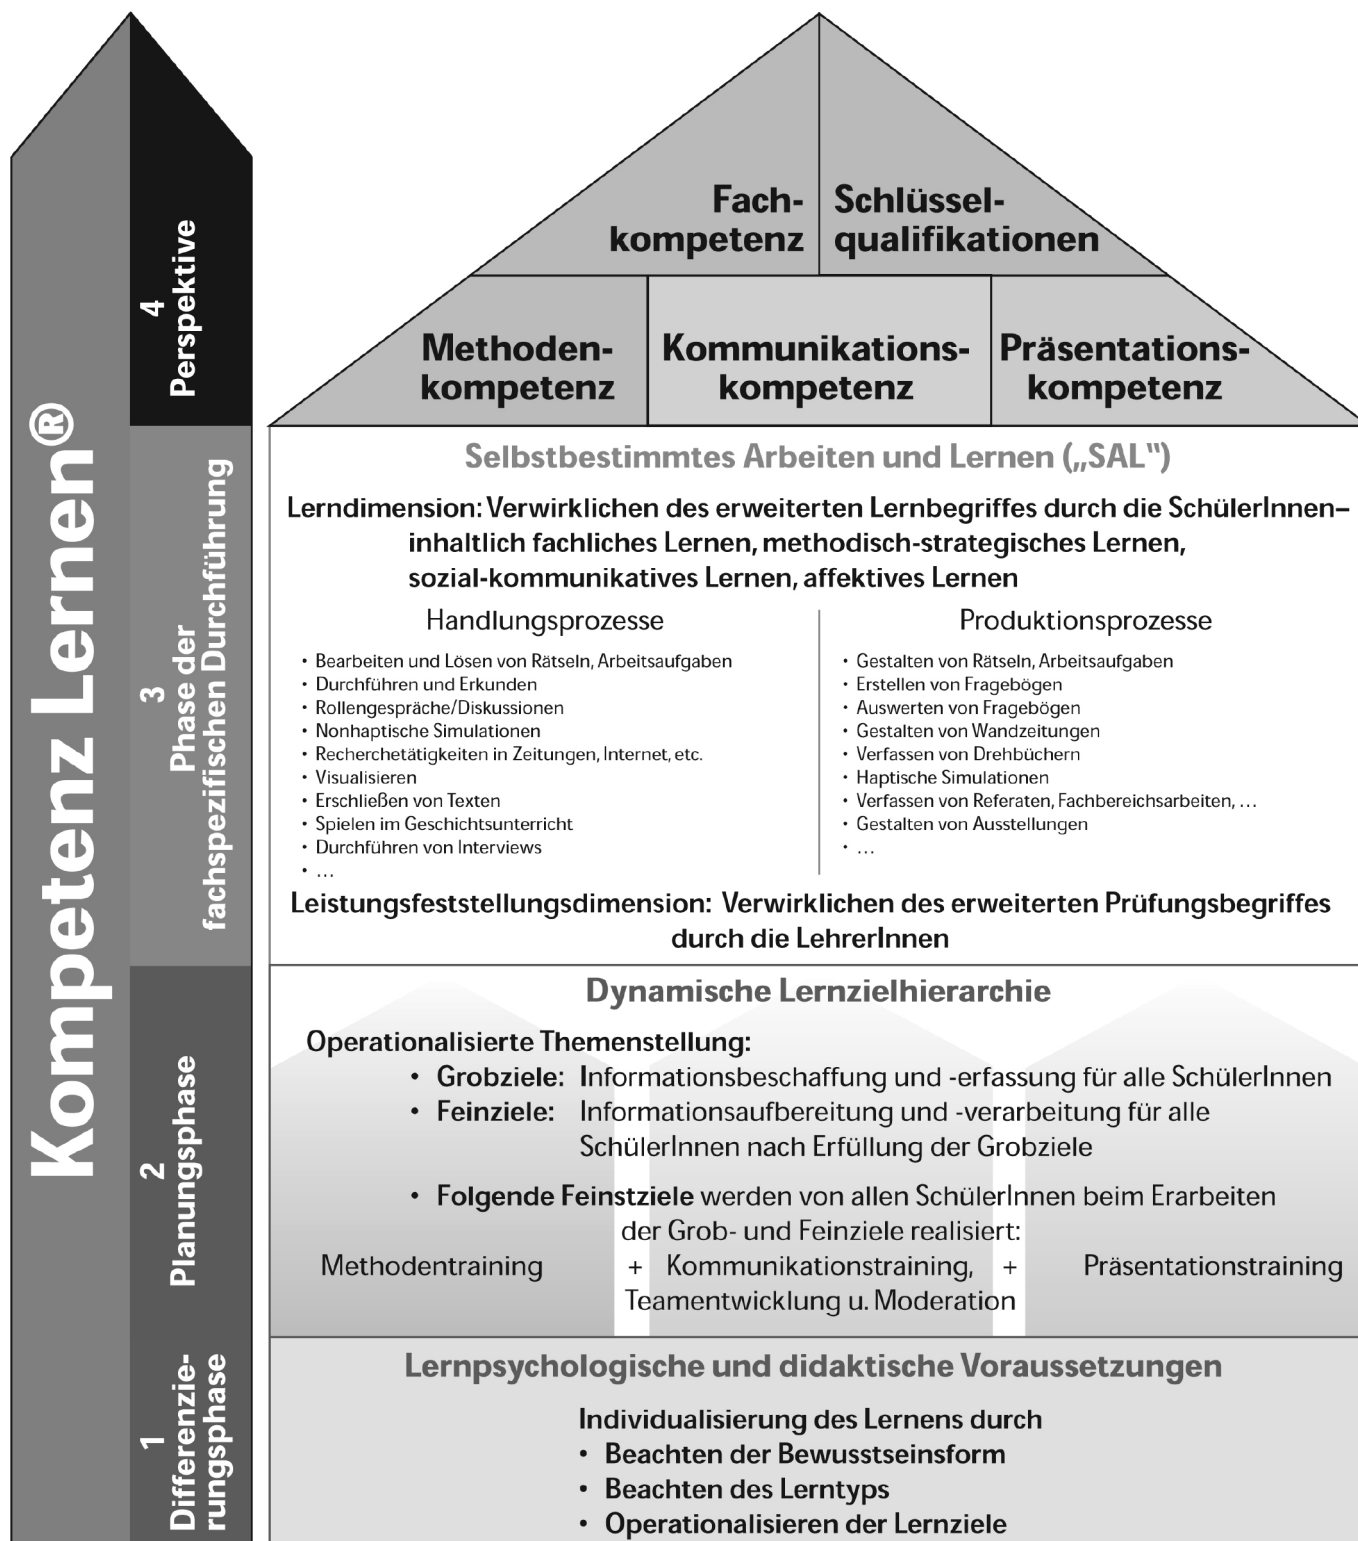 Kompetenz Lernen®
4
Perspektive
Fach-
kompetenz
Schlüssel-
qualifikationen
Methoden-
kompetenz
Kommunikations-
kompetenz
Präsentations-
kompetenz
3
Phase der
fachspezifischen Durchführung
Selbstbestimmtes Arbeiten und Lernen („SAL“)
Lerndimension: Verwirklichen des erweiterten Lernbegriffes durch die SchülerInnen–
inhaltlich fachliches Lernen, methodisch-strategisches Lernen,
sozial-kommunikatives Lernen, affektives Lernen
Handlungsprozesse
• Bearbeiten und Lösen von Rätseln, Arbeitsaufgaben
• Durchführen und Erkunden
• Rollengespräche/Diskussionen
• Nonhaptische Simulationen
• Recherchetätigkeiten in Zeitungen, Internet, etc.
• Visualisieren
• Erschließen von Texten
• Spielen im Geschichtsunterricht
• Durchführen von Interviews
• …
Produktionsprozesse
• Gestalten von Rätseln, Arbeitsaufgaben
• Erstellen von Fragebögen
• Auswerten von Fragebögen
• Gestalten von Wandzeitungen
• Verfassen von Drehbüchern
• Haptische Simulationen
• Verfassen von Referaten, Fachbereichsarbeiten, …
• Gestalten von Ausstellungen
• …
Leistungsfeststellungsdimension: Verwirklichen des erweiterten Prüfungsbegriffes
durch die LehrerInnen
2
Planungsphase
Dynamische Lernzielhierarchie
Operationalisierte Themenstellung:
• Grobziele: Informationsbeschaffung und -erfassung für alle SchülerInnen
• Feinziele: Informationsaufbereitung und -verarbeitung für alle
SchülerInnen nach Erfüllung der Grobziele
• Folgende Feinstziele werden von allen SchülerInnen beim Erarbeiten
der Grob- und Feinziele realisiert:
Methodentraining + Kommunikationstraining, + Präsentationstraining
Teamentwicklung u. Moderation
1
Differenzie-
rungsphase
Lernpsychologische und didaktische Voraussetzungen
Individualisierung des Lernens durch
• Beachten der Bewusstseinsform
• Beachten des Lerntyps
• Operationalisieren der Lernziele